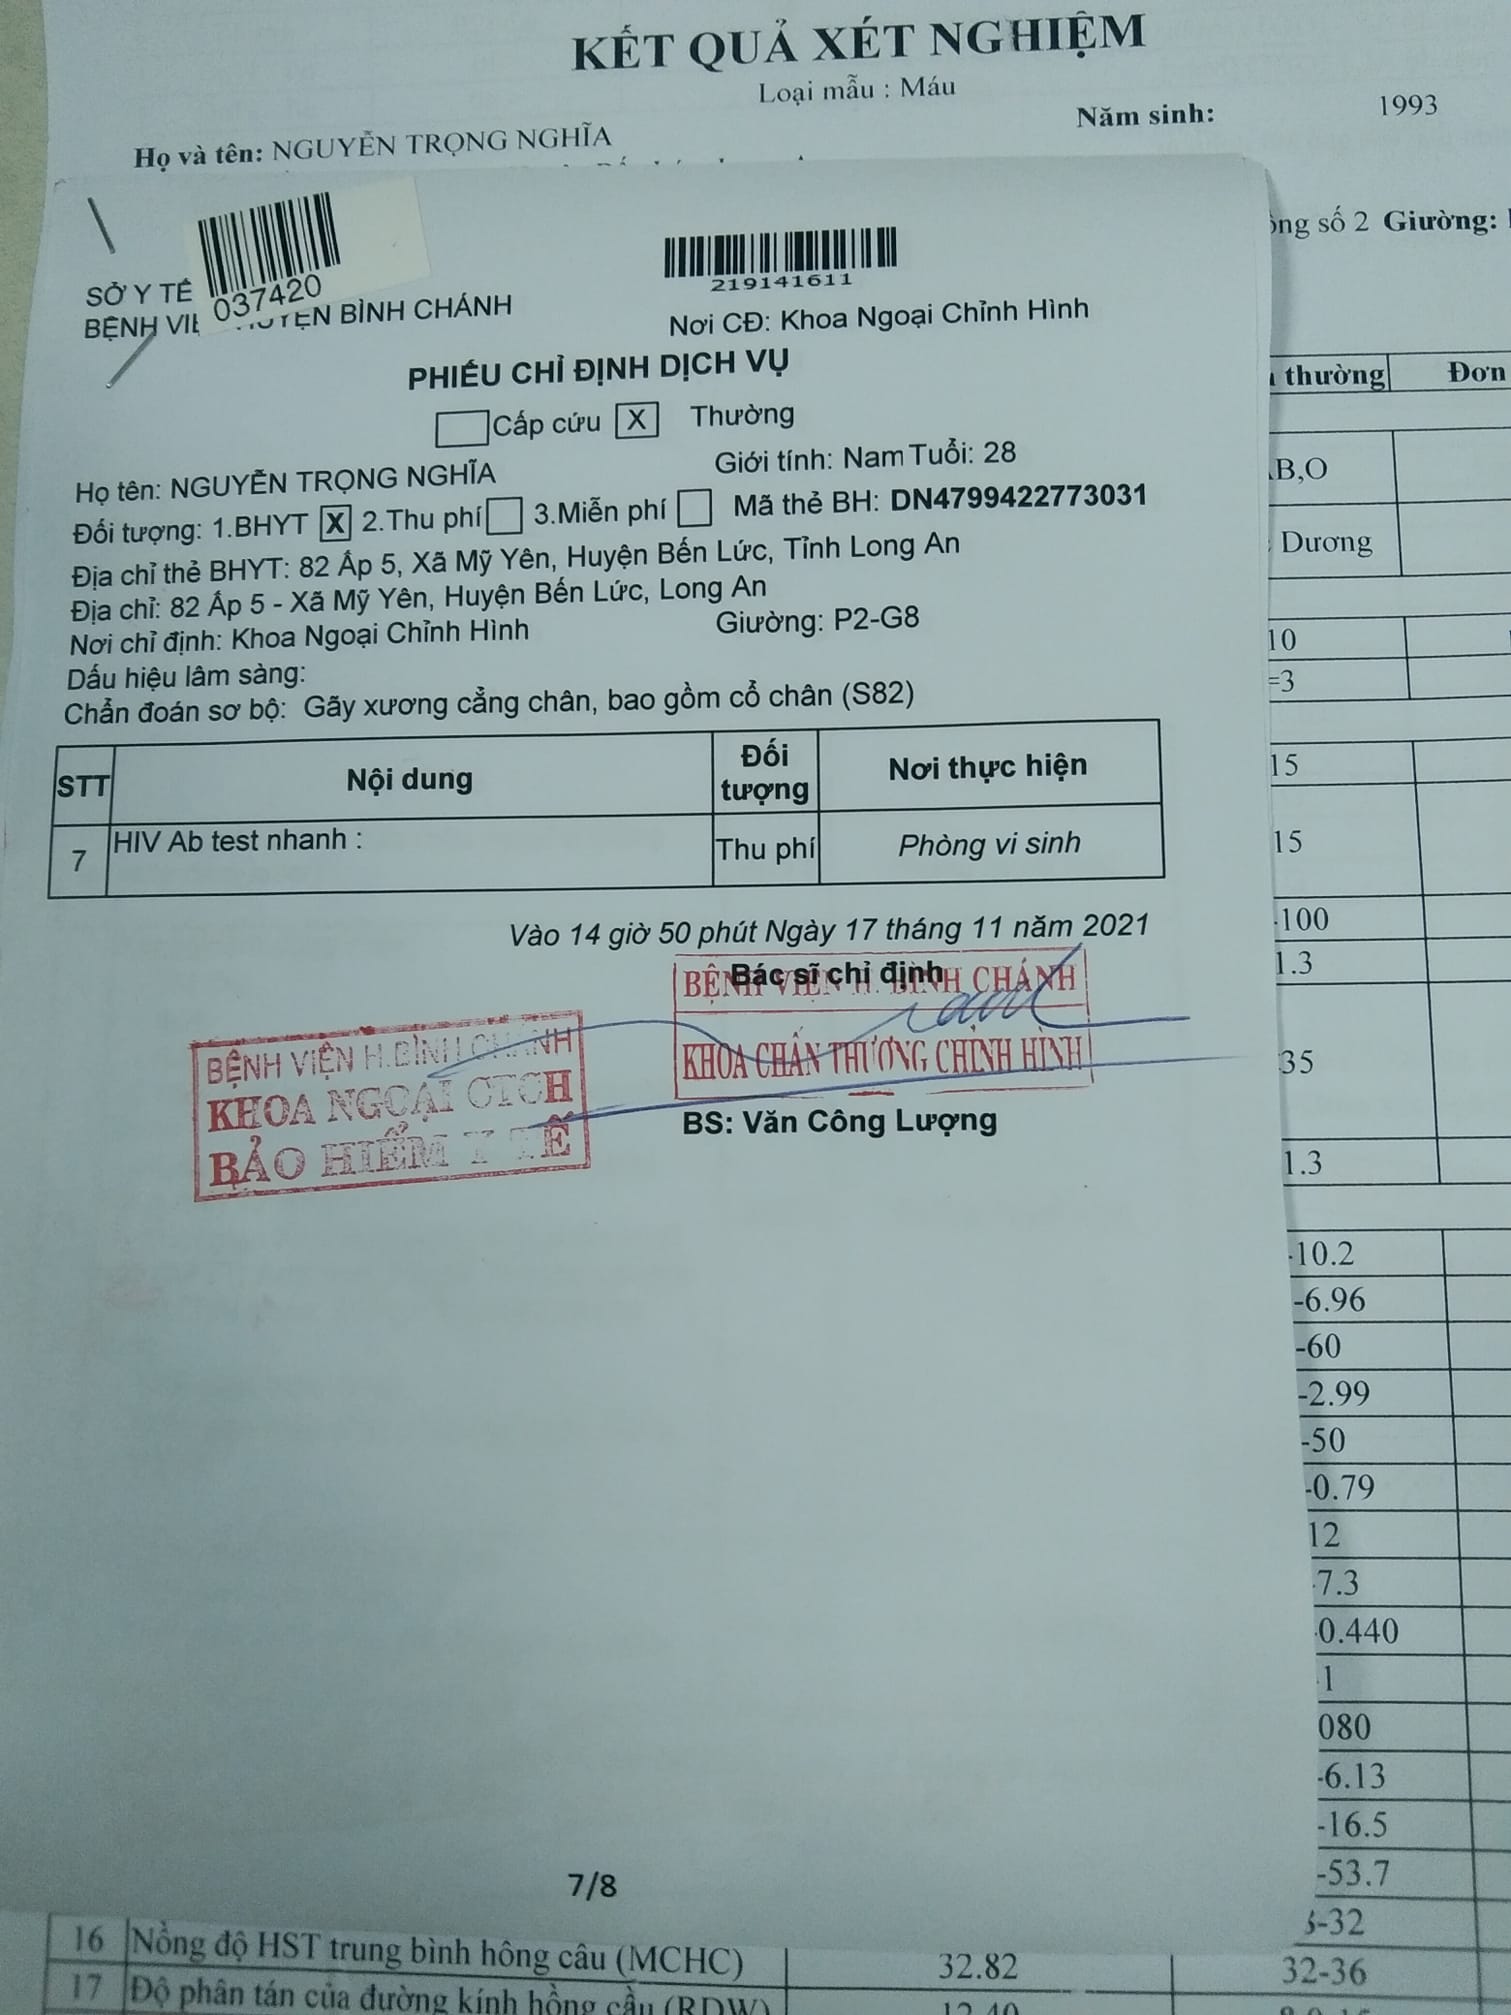 KẾT QUẢ XÉT NGHIỆM
Loại mẫu : Máu
Họ và tên: NGUYỄN TRỌNG NGHĨA
Năm sinh: 1993
số 2 Giường:
037420
219141611
SỞ Y TẾ
BỆNH BÌNH CHÁNH
Nơi CĐ: Khoa Ngoại Chỉnh Hình
PHIẾU CHỈ ĐỊNH DỊCH VỤ
Cấp cứu X Thường
Họ tên: NGUYỄN TRỌNG NGHĨA Giới tính: Nam Tuổi: 28
Đối tượng: 1.BHYT X 2.Thu phí 3.Miễn phí Mã thẻ BH: DN4799422773031
Địa chỉ thẻ BHYT: 82 Ấp 5, Xã Mỹ Yên, Huyện Bến Lức, Tỉnh Long An
Địa chỉ: 82 Ấp 5 - Xã Mỹ Yên, Huyện Bến Lức, Long An
Nơi chỉ định: Khoa Ngoại Chỉnh Hình Giường: P2-G8
Dấu hiệu lâm sàng:
Chẩn đoán sơ bộ: Gãy xương cẳng chân, bao gồm cổ chân (S82)
STT Nội dung Đối tượng Nơi thực hiện
7 HIV Ab test nhanh : Thu phí Phòng vi sinh
Vào 14 giờ 50 phút Ngày 17 tháng 11 năm 2021
Bác sĩ chỉ định
BỆNH VIỆN H. BÌNH CHÁNH
KHOA CHẤN THƯƠNG CHỈNH HÌNH
BS: Văn Công Lượng
BỆNH VIỆN H.BÌNH CHÁNH
KHOA NGOẠI CTCH
BẢO HIỂM Y TẾ
7/8
thường Đơn
B,O
Dương
10
=3
15
15
100
1.3
35
1.3
-10.2
-6.96
-60
-2.99
-50
-0.79
12
7.3
0.440
1
080
-6.13
-16.5
-53.7
-32
16 Nồng độ HST trung bình hồng cầu (MCHC) 32.82 32-36
17 Độ phân tán của đường kính hồng cầu (RDW)